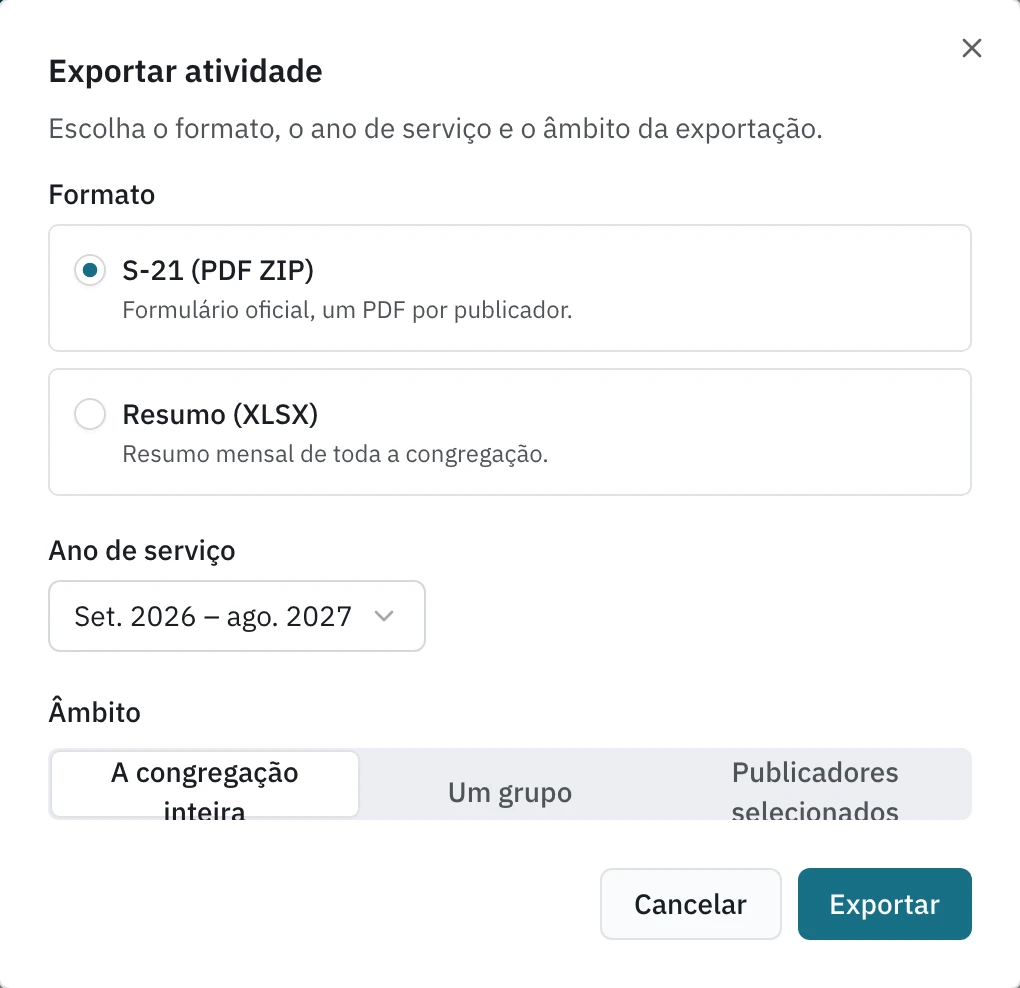 Exportar atividade
Escolha o formato, o ano de serviço e o âmbito da exportação.
Formato
S-21 (PDF ZIP)
Formulário oficial, um PDF por publicador.
Resumo (XLSX)
Resumo mensal de toda a congregação.
Ano de serviço
Set. 2026 – ago. 2027
Âmbito
A congregação
inteira
Um grupo
Publicadores
selecionados
Cancelar
Exportar